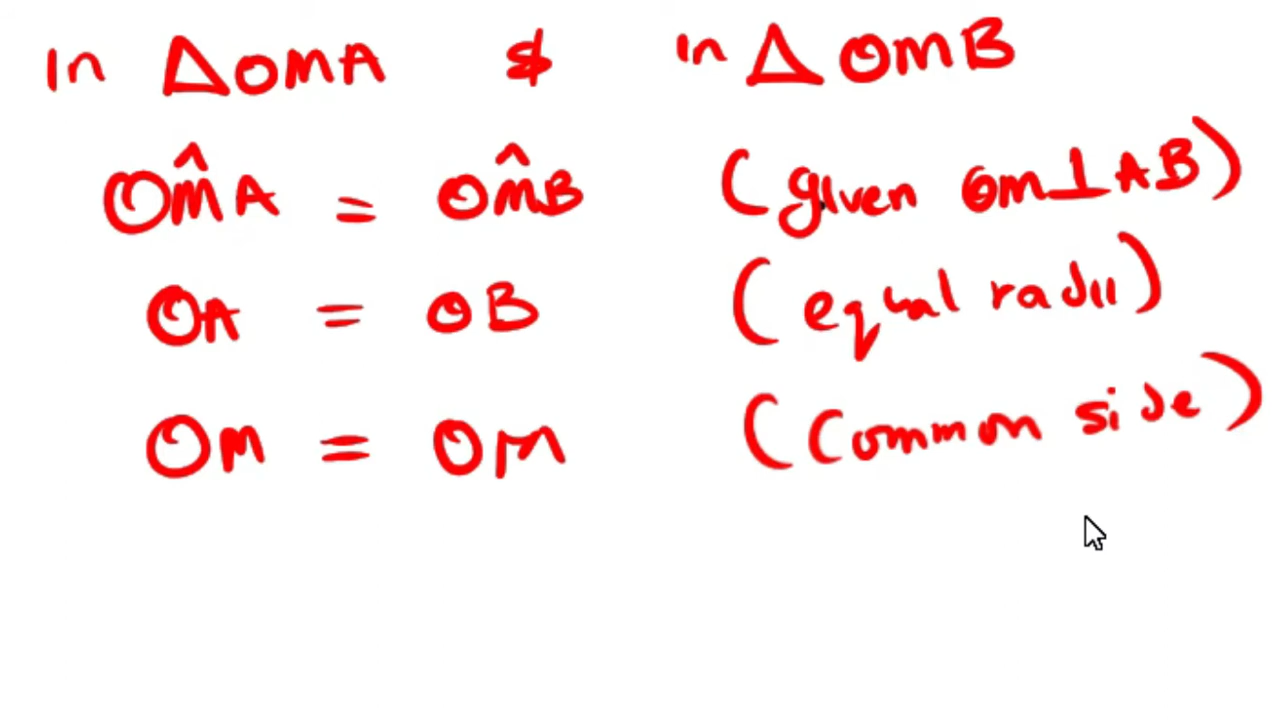 In ΔOMA & In ΔOMB
OM̂A = OM̂B (given OM⊥AB)
OA = OB (equal radii)
OM = OM (Common side)